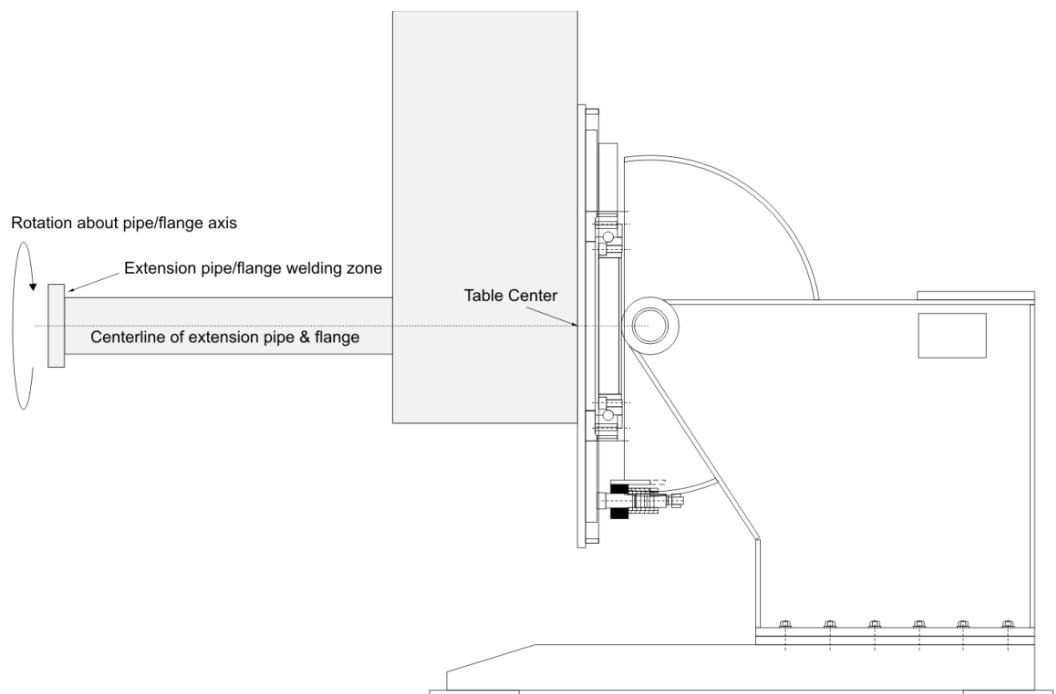 Rotation about pipe/flange axis
Extension pipe/flange welding zone
Table Center
Centerline of extension pipe & flange